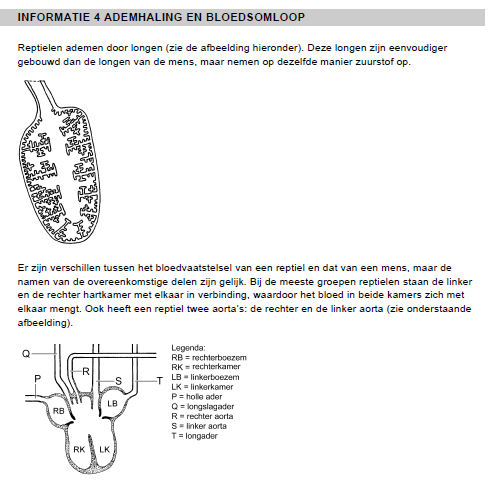 INFORMATIE 4 ADEMHALING EN BLOEDSOMLOOP
Reptielen ademen door longen (zie de afbeelding hieronder). Deze longen zijn eenvoudiger
gebouwd dan de longen van de mens, maar nemen op dezelfde manier zuurstof op.
Er zijn verschillen tussen het bloedvaatstelsel van een reptiel en dat van een mens, maar de
namen van de overeenkomstige delen zijn gelijk. Bij de meeste groepen reptielen staan de linker
en de rechter hartkamer met elkaar in verbinding, waardoor het bloed in beide kamers zich met
elkaar mengt. Ook heeft een reptiel twee aorta's: de rechter en de linker aorta (zie onderstaande
afbeelding).
Q
P
R
S
T
RB
LB
RK
LK
Legenda:
RB = rechterboezem
RK = rechterkamer
LB = linkerboezem
LK = linkerkamer
P = holle ader
Q = longslagader
R = rechter aorta
S = linker aorta
T = longader